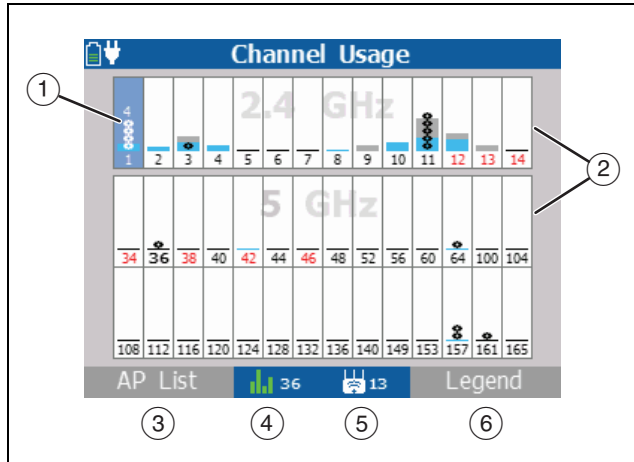 Channel Usage
1
2.4 GHz
4
1 2 3 4 5 6 7 8 9 10 11 12 13 14
2
5 GHz
34 36 38 40 42 44 46 48 52 56 60 64 100 104
108 112 116 120 124 128 132 136 140 149 153 157 161 165
AP List 36 13 Legend
3 4 5 6